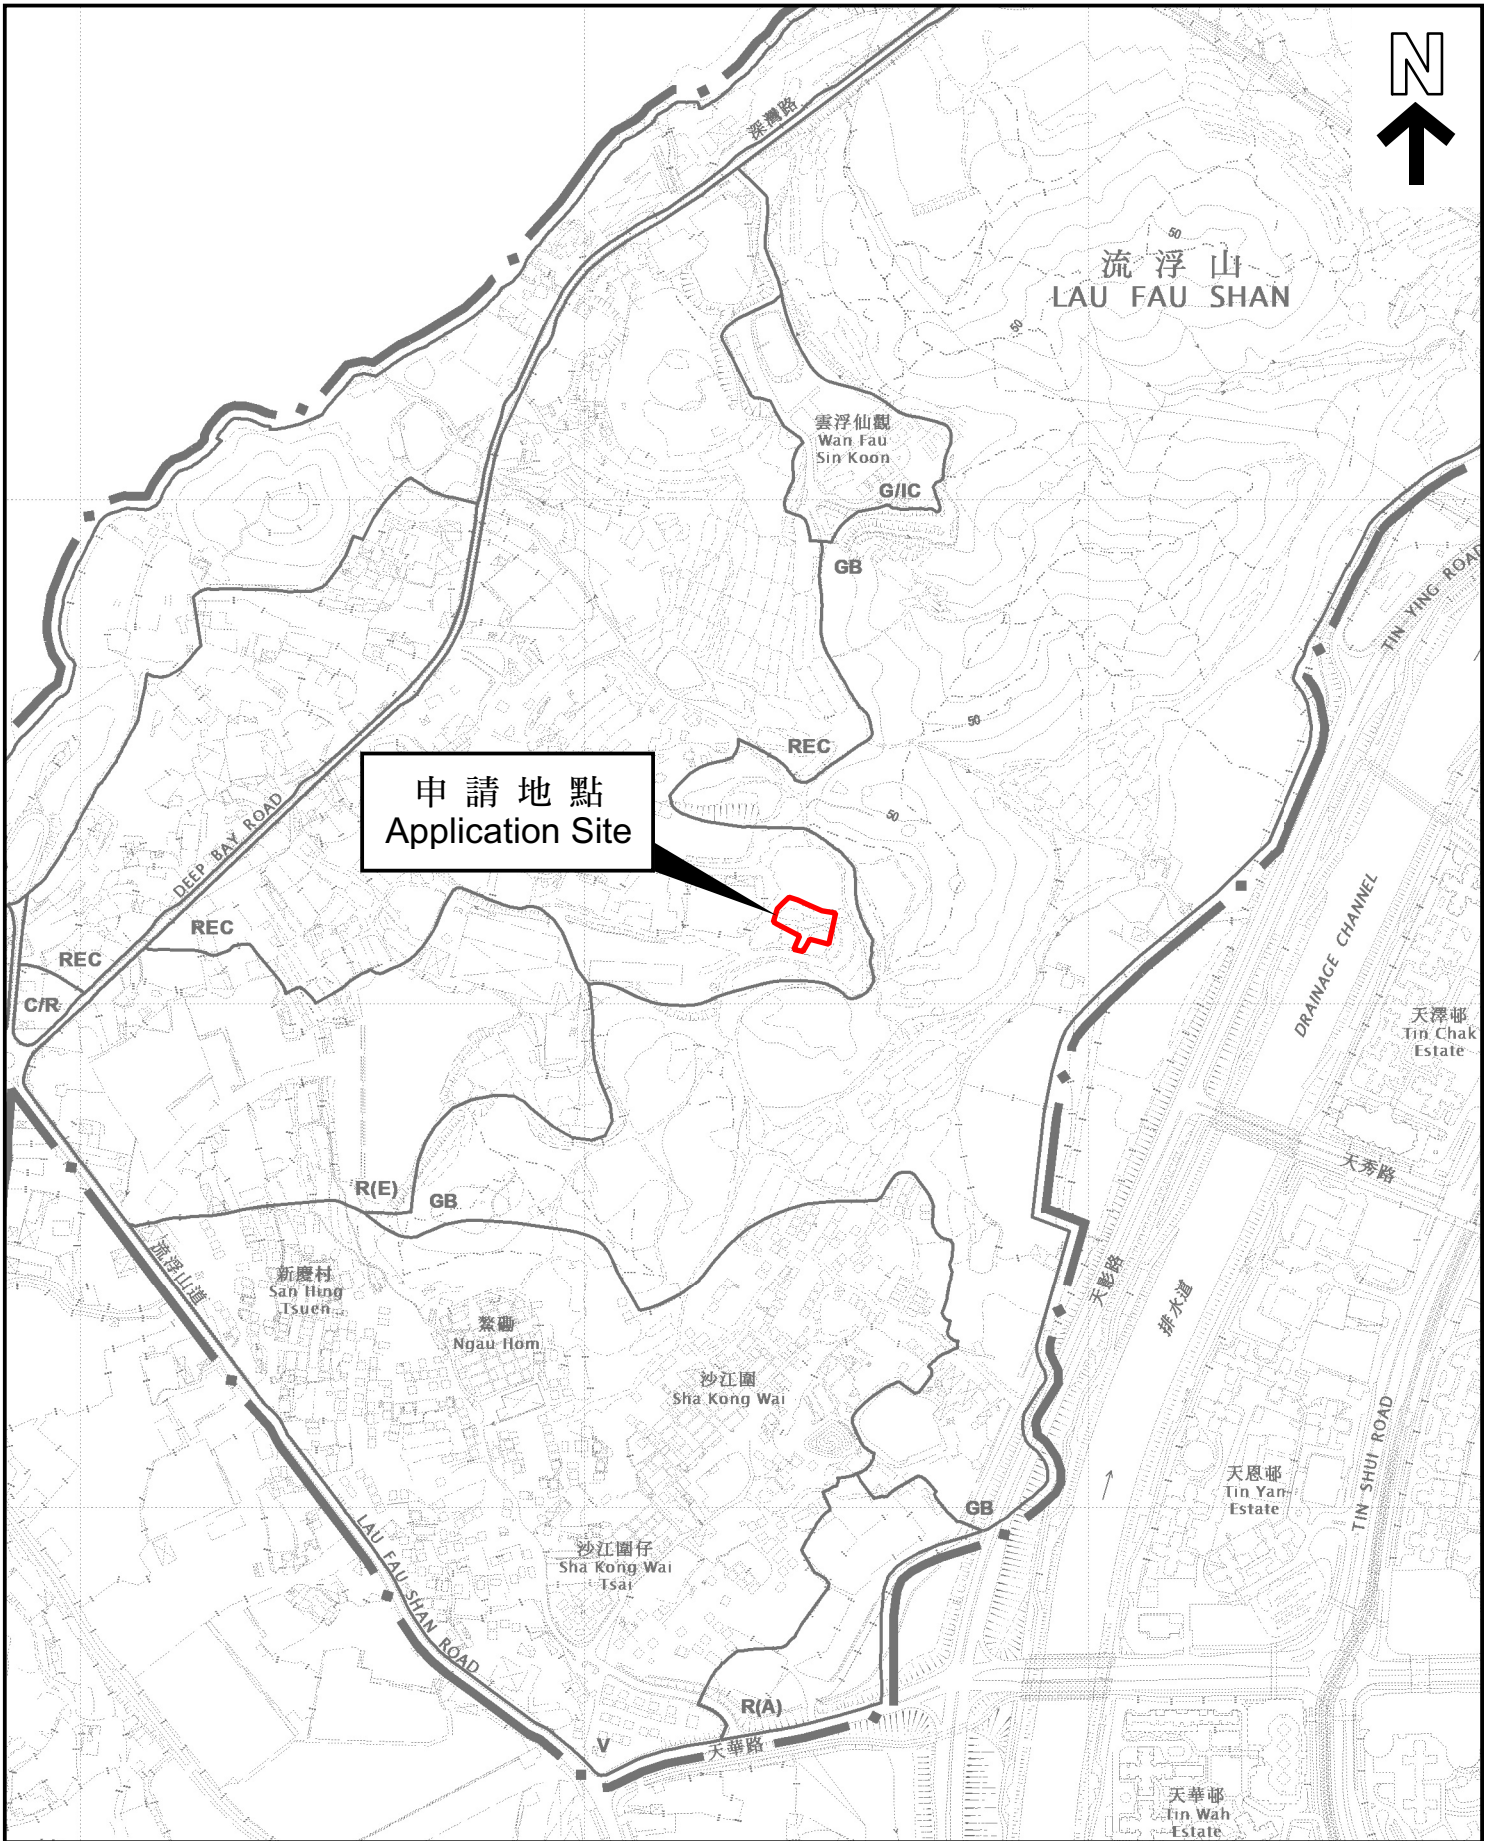 N
深灣路
50
流浮山
LAU FAU SHAN
50
雲浮仙觀
Wan Fau
Sin Koon
G/IC
GB
TIN YING ROAD
50
REC
申請地點
Application Site
50
DEEP BAY ROAD
REC
REC
C/R
DRAINAGE CHANNEL
天澤邨
Tin Chak
Estate
天秀路
R(E)
GB
流浮山道
新慶村
San Hing
Tsuen
鰲磡
Ngau Hom
天影路
排水道
沙江圍
Sha Kong Wai
TIN SHUI ROAD
天恩邨
Tin Yan
Estate
GB
LAU FAU SHAN ROAD
沙江圍仔
Sha Kong Wai
Tsai
R(A)
V
天華路
天華邨
Tin Wah
Estate